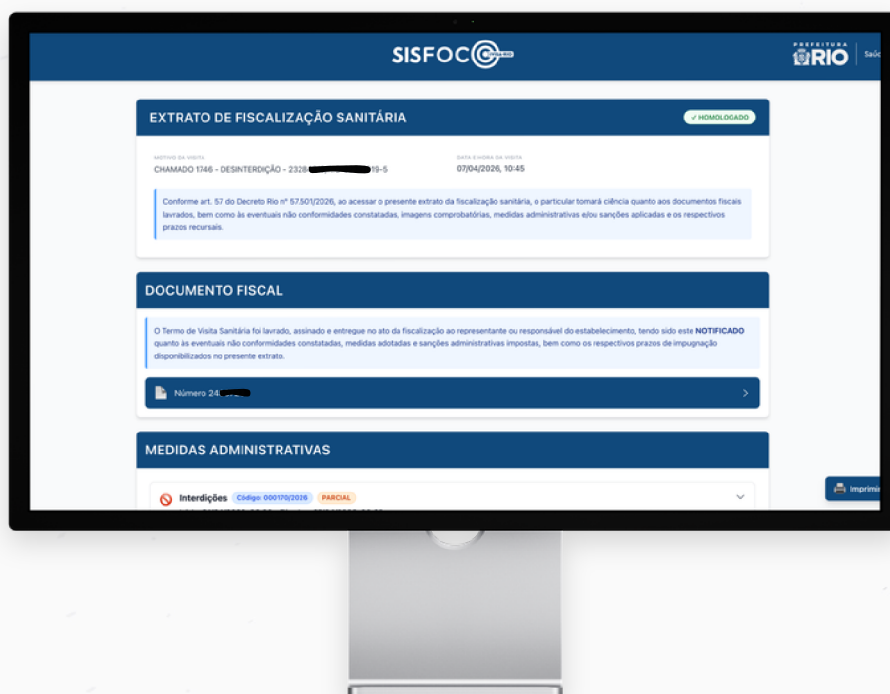 SISFOC
PREFEITURA
RIO
EXTRATO DE FISCALIZAÇÃO SANITÁRIA
✓ HOMOLOGADO
MOTIVO DA VISITA
CHAMADO 1746 - DESINTERDIÇÃO - 2328 19-5
DATA E HORA DA VISITA
07/04/2026, 10:45
Conforme art. 57 do Decreto Rio nº 57.501/2026, ao acessar o presente extrato da fiscalização sanitária, o particular tomará ciência quanto aos documentos fiscais
lavrados, bem como às eventuais não conformidades constatadas, imagens comprobatórias, medidas administrativas e/ou sanções aplicadas e os respectivos
prazos recursais.
DOCUMENTO FISCAL
O Termo de Visita Sanitária foi lavrado, assinado e entregue no ato da fiscalização ao representante ou responsável do estabelecimento, tendo sido este NOTIFICADO
quanto às eventuais não conformidades constatadas, medidas adotadas e sanções administrativas impostas, bem como os respectivos prazos de impugnação
disponibilizados no presente extrato.
Número 24
MEDIDAS ADMINISTRATIVAS
Interdições Código: 000170/2026 PARCIAL
Imprimir